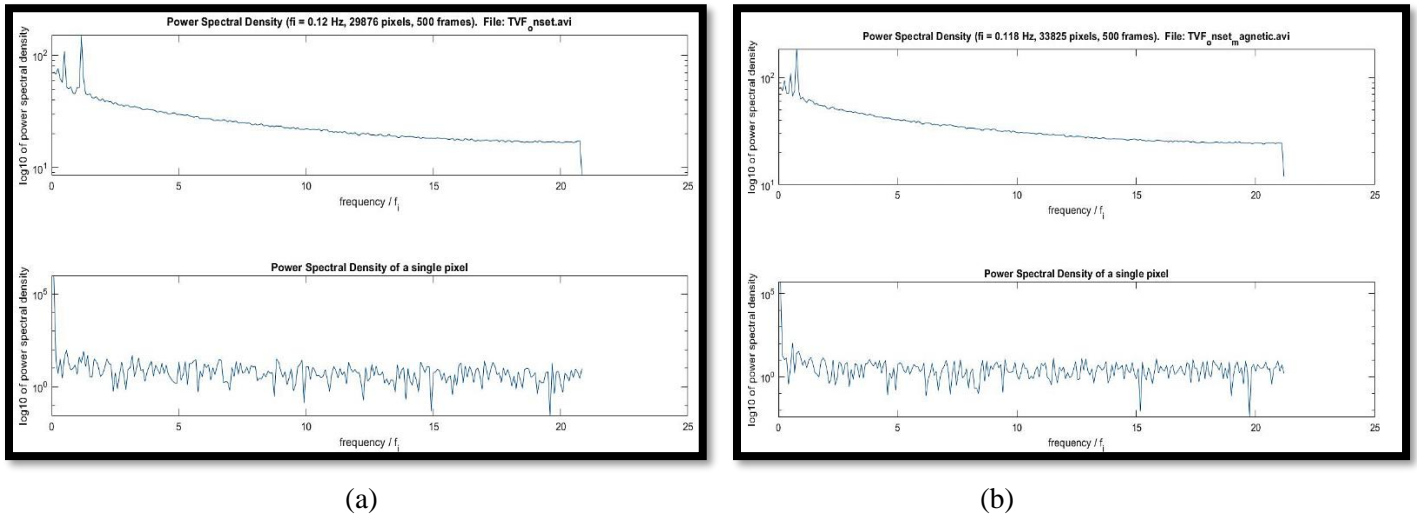 Power Spectral Density (fi = 0.12 Hz, 29876 pixels, 500 frames). File: TVFonset.avi
log10 of power spectral density
10²
10¹
0 5 10 15 20 25
frequency / fi
Power Spectral Density of a single pixel
log10 of power spectral density
10⁵
10⁰
0 5 10 15 20 25
frequency / fi
(a)
Power Spectral Density (fi = 0.118 Hz, 33825 pixels, 500 frames). File: TVFonsetmagnetic.avi
log10 of power spectral density
10²
10¹
0 5 10 15 20 25
frequency / fi
Power Spectral Density of a single pixel
log10 of power spectral density
10⁵
10⁰
0 5 10 15 20 25
frequency / fi
(b)